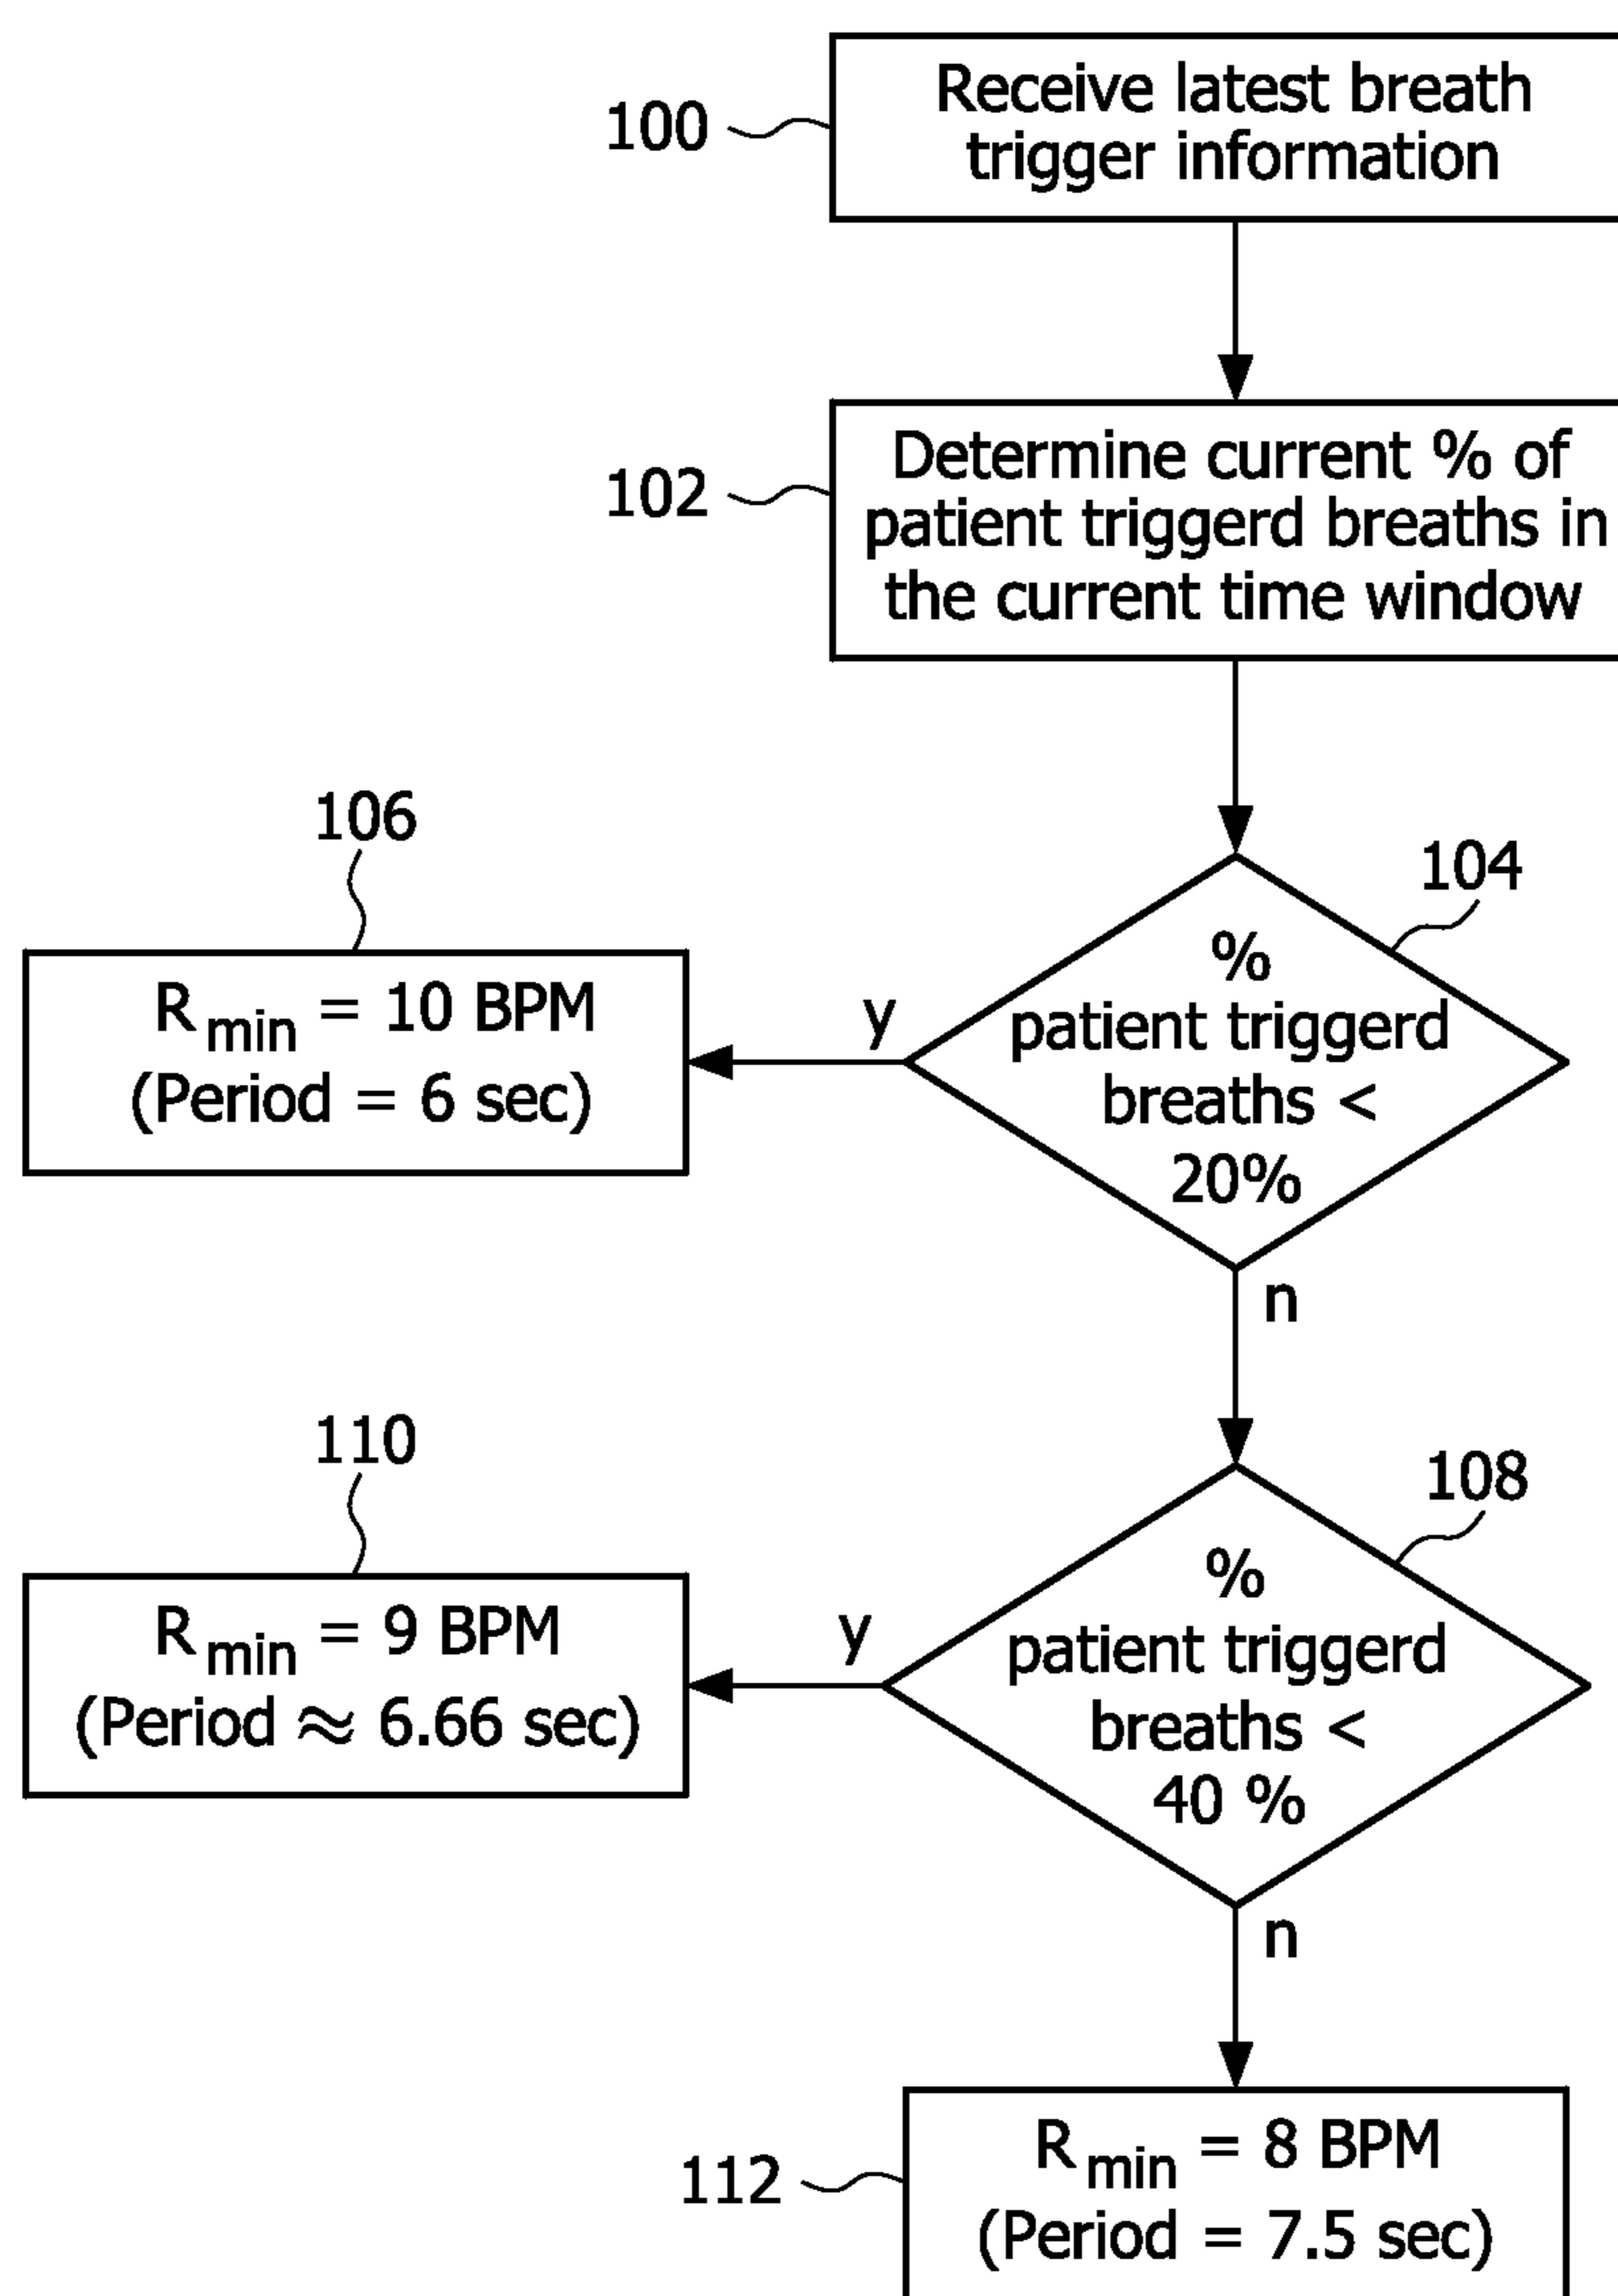 100
Receive latest breath
trigger information
102
Determine current % of
patient triggerd breaths in
the current time window
104
%
patient triggerd
breaths <
20%
y
n
106
R min = 10 BPM
(Period = 6 sec)
108
%
patient triggerd
breaths <
40 %
y
n
110
R min = 9 BPM
(Period ≈ 6.66 sec)
112
R min = 8 BPM
(Period = 7.5 sec)